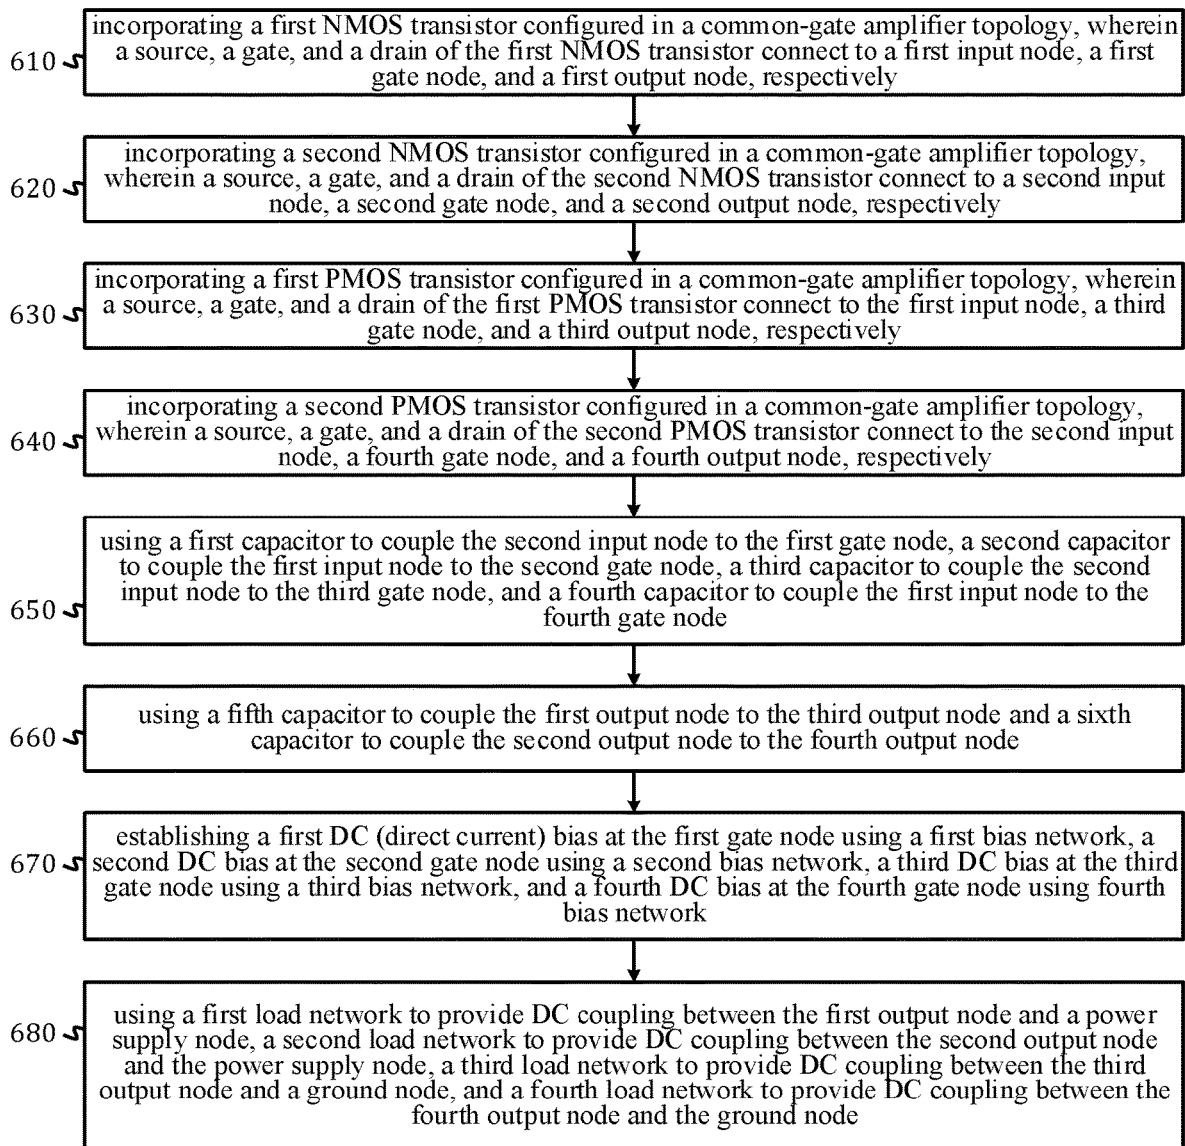 incorporating a first NMOS transistor configured in a common-gate amplifier topology, wherein
a source, a gate, and a drain of the first NMOS transistor connect to a first input node, a first
gate node, and a first output node, respectively
610
incorporating a second NMOS transistor configured in a common-gate amplifier topology,
wherein a source, a gate, and a drain of the second NMOS transistor connect to a second input
node, a second gate node, and a second output node, respectively
620
incorporating a first PMOS transistor configured in a common-gate amplifier topology, wherein
a source, a gate, and a drain of the first PMOS transistor connect to the first input node, a third
gate node, and a third output node, respectively
630
incorporating a second PMOS transistor configured in a common-gate amplifier topology,
wherein a source, a gate, and a drain of the second PMOS transistor connect to the second input
node, a fourth gate node, and a fourth output node, respectively
640
using a first capacitor to couple the second input node to the first gate node, a second capacitor
to couple the first input node to the second gate node, a third capacitor to couple the second
input node to the third gate node, and a fourth capacitor to couple the first input node to the
fourth gate node
650
using a fifth capacitor to couple the first output node to the third output node and a sixth
capacitor to couple the second output node to the fourth output node
660
establishing a first DC (direct current) bias at the first gate node using a first bias network, a
second DC bias at the second gate node using a second bias network, a third DC bias at the third
gate node using a third bias network, and a fourth DC bias at the fourth gate node using fourth
bias network
670
using a first load network to provide DC coupling between the first output node and a power
supply node, a second load network to provide DC coupling between the second output node
and the power supply node, a third load network to provide DC coupling between the third
output node and a ground node, and a fourth load network to provide DC coupling between the
fourth output node and the ground node
680